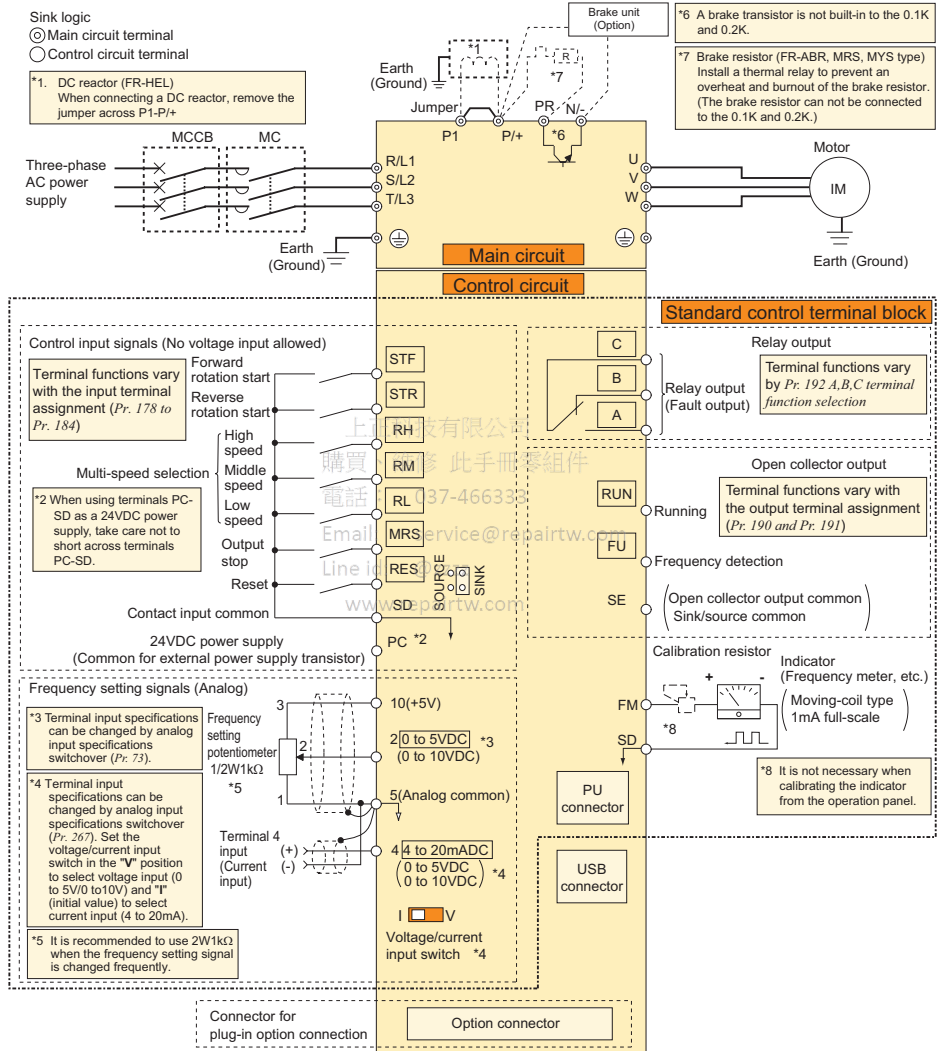 Sink logic
Main circuit terminal
Control circuit terminal
*1. DC reactor (FR-HEL)
When connecting a DC reactor, remove the
jumper across P1-P/+
Earth
(Ground)
*1
Brake unit
(Option)
R
*7
*6 A brake transistor is not built-in to the 0.1K
and 0.2K.
*7 Brake resistor (FR-ABR, MRS, MYS type)
Install a thermal relay to prevent an
overheat and burnout of the brake resistor.
(The brake resistor can not be connected
to the 0.1K and 0.2K.)
Jumper
P1
P/+
PR
N/-
*6
MCCB
MC
Three-phase
AC power
supply
R/L1
S/L2
T/L3
Earth
(Ground)
U
V
W
Motor
IM
Earth (Ground)
Main circuit
Control circuit
Standard control terminal block
Control input signals (No voltage input allowed)
Terminal functions vary
with the input terminal
assignment (Pr. 178 to
Pr. 184)
Forward
rotation start
Reverse
rotation start
Multi-speed selection
High
speed
Middle
speed
Low
speed
*2 When using terminals PC-
SD as a 24VDC power
supply, take care not to
short across terminals
PC-SD.
Output
stop
Reset
Contact input common
24VDC power supply
(Common for external power supply transistor)
STF
STR
RH
RM
RL
MRS
RES
SD
PC *2
SOURCE
SINK
037-466333
www.repairtw.com
C
B
A
Relay output
Relay output
(Fault output)
Terminal functions vary
by Pr. 192 A,B,C terminal
function selection
Open collector output
RUN
Running
Terminal functions vary with
the output terminal assignment
(Pr. 190 and Pr. 191)
FU
Frequency detection
SE
Open collector output common
Sink/source common
Frequency setting signals (Analog)
*3 Terminal input specifications
can be changed by analog
input specifications
switchover (Pr. 73).
*4 Terminal input
specifications can be
changed by analog input
specifications switchover
(Pr. 267). Set the
voltage/current input
switch in the "V" position
to select voltage input (0
to 5V/0 to10V) and "I"
(initial value) to select
current input (4 to 20mA).
*5 It is recommended to use 2W1kΩ
when the frequency setting signal
is changed frequently.
Frequency
setting
potentiometer
1/2W1kΩ
*5
3
2
1
Terminal 4
input
(Current
input)
(+)
(-)
10(+5V)
2 0 to 5VDC *3
(0 to 10VDC)
5(Analog common)
4 4 to 20mADC
0 to 5VDC
0 to 10VDC
*4
I V
Voltage/current
input switch *4
Calibration resistor
+ -
Indicator
(Frequency meter, etc.)
Moving-coil type
1mA full-scale
FM
*8
SD
*8 It is not necessary when
calibrating the indicator
from the operation panel.
PU
connector
USB
connector
Connector for
plug-in option connection
Option connector